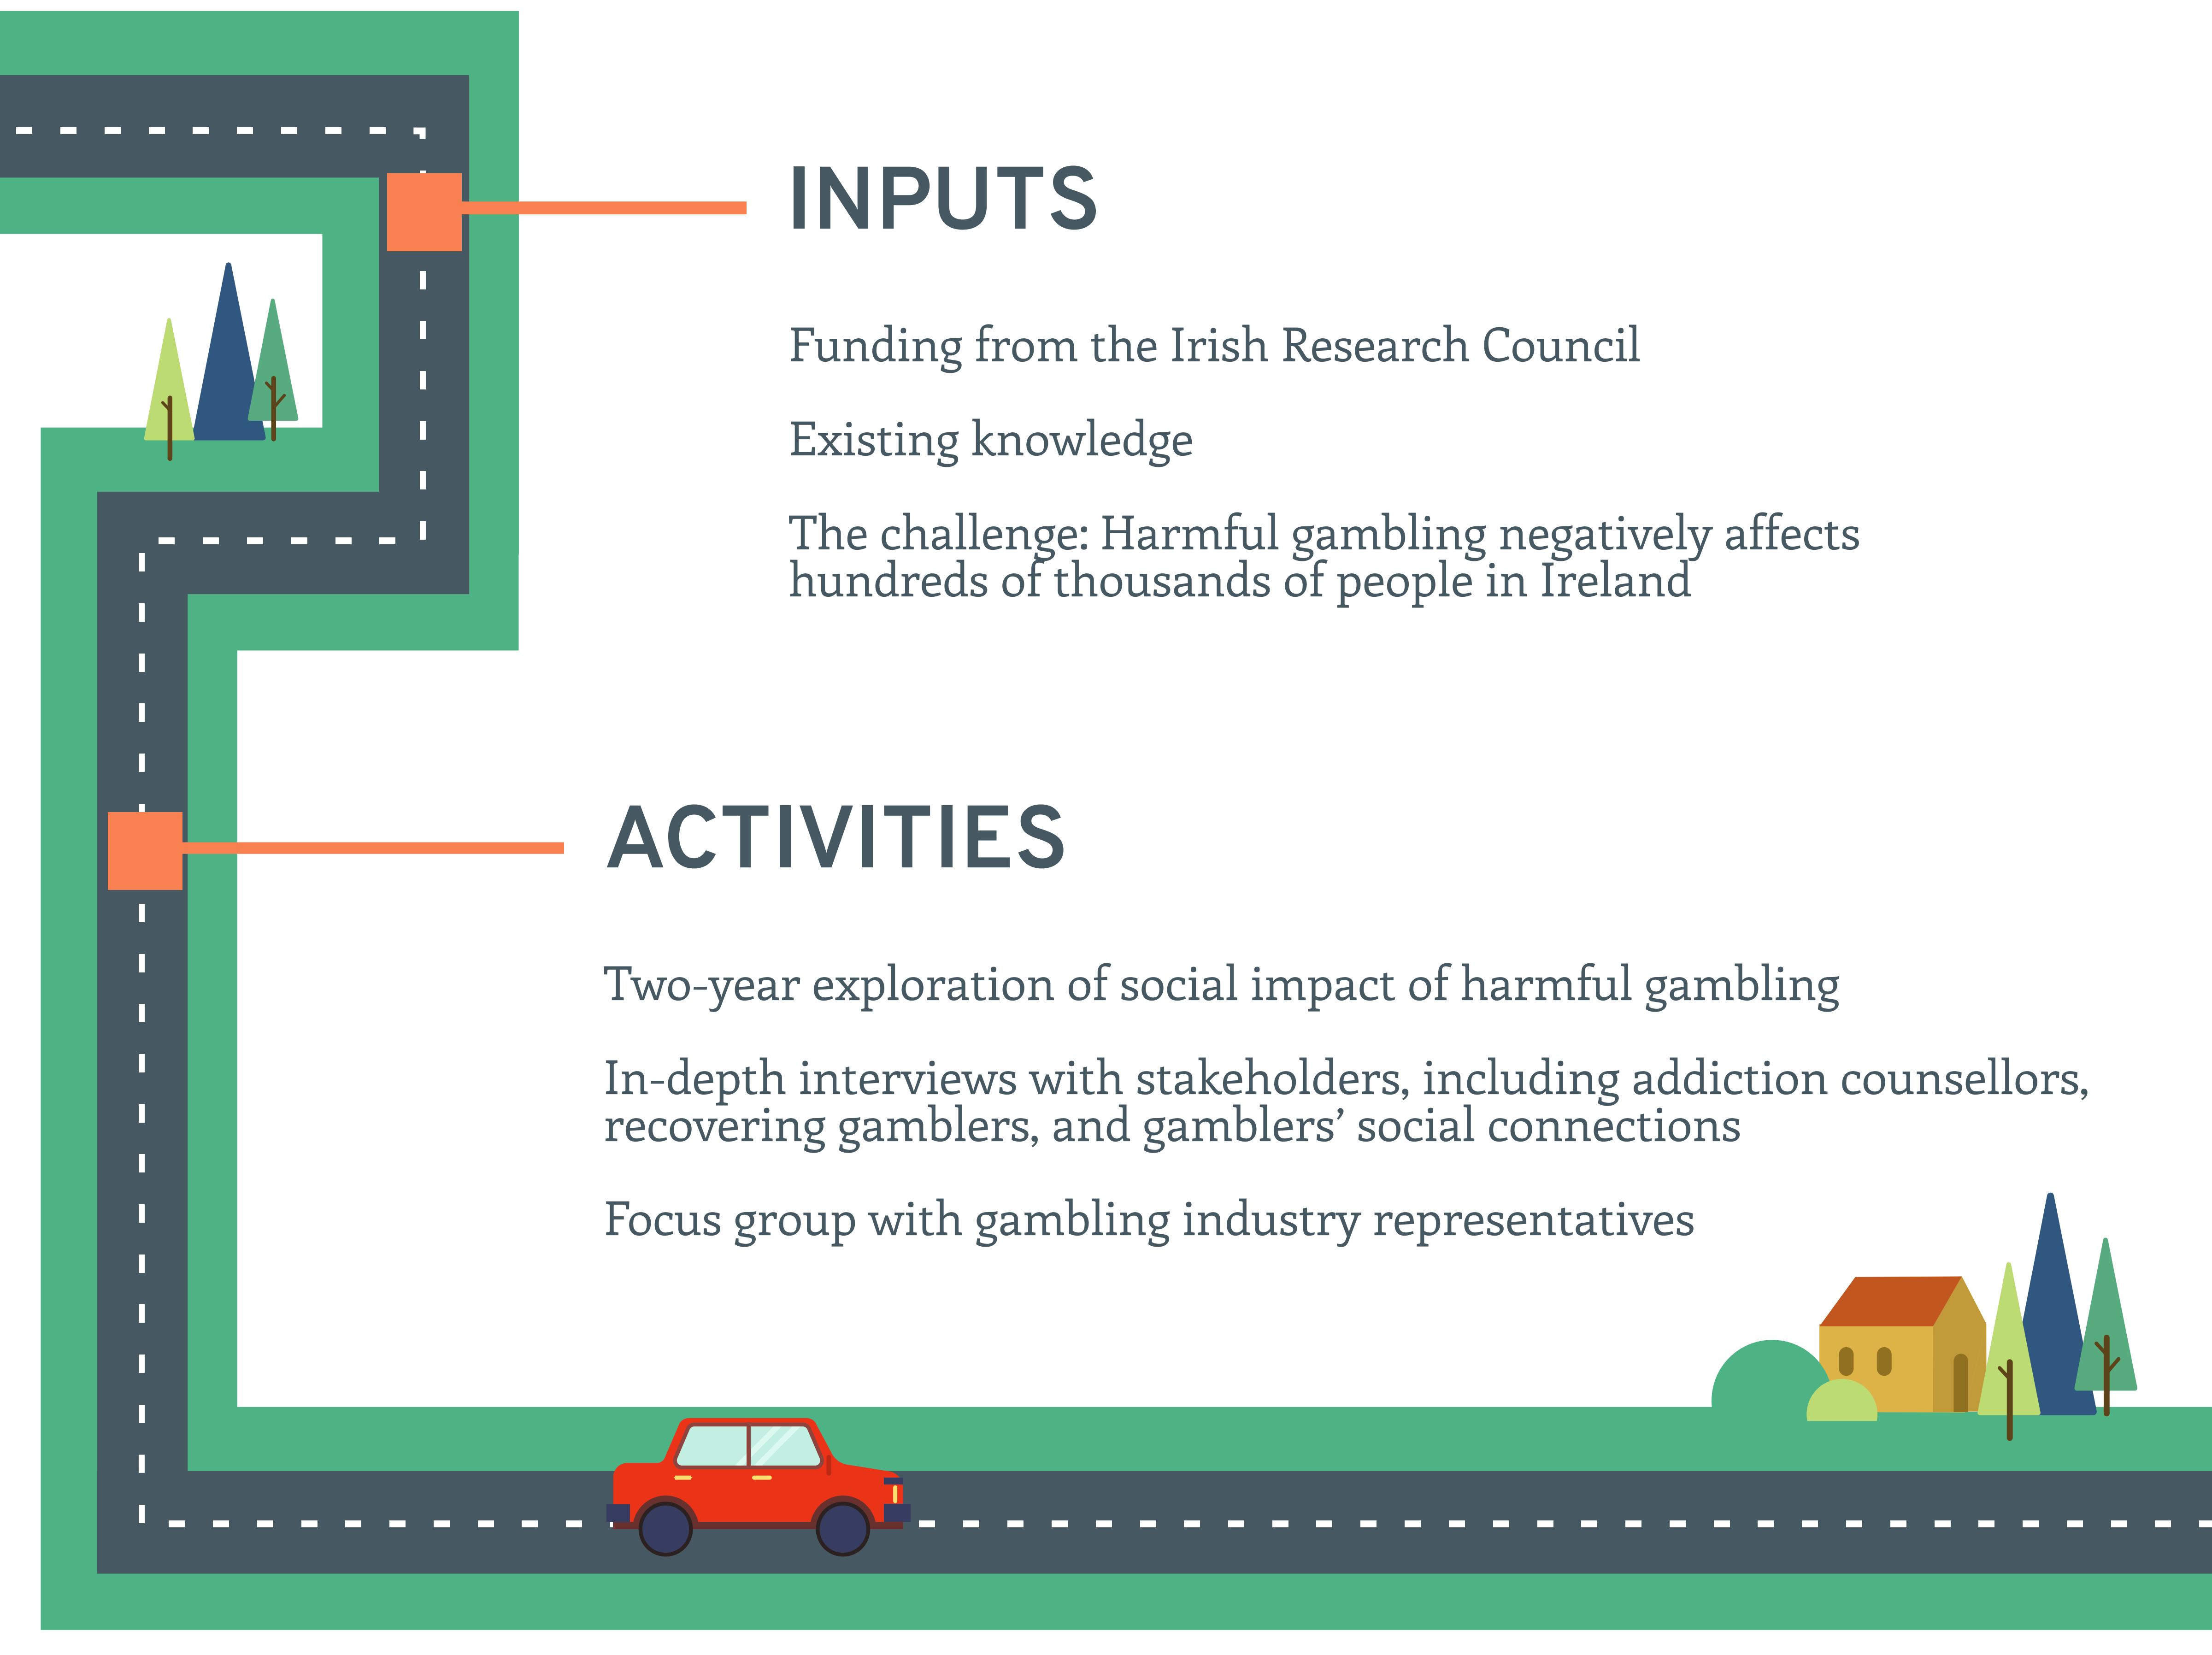 INPUTS
Funding from the Irish Research Council
Existing knowledge
The challenge: Harmful gambling negatively affects
hundreds of thousands of people in Ireland
ACTIVITIES
Two-year exploration of social impact of harmful gambling
In-depth interviews with stakeholders, including addiction counsellors,
recovering gamblers, and gamblers’ social connections
Focus group with gambling industry representatives